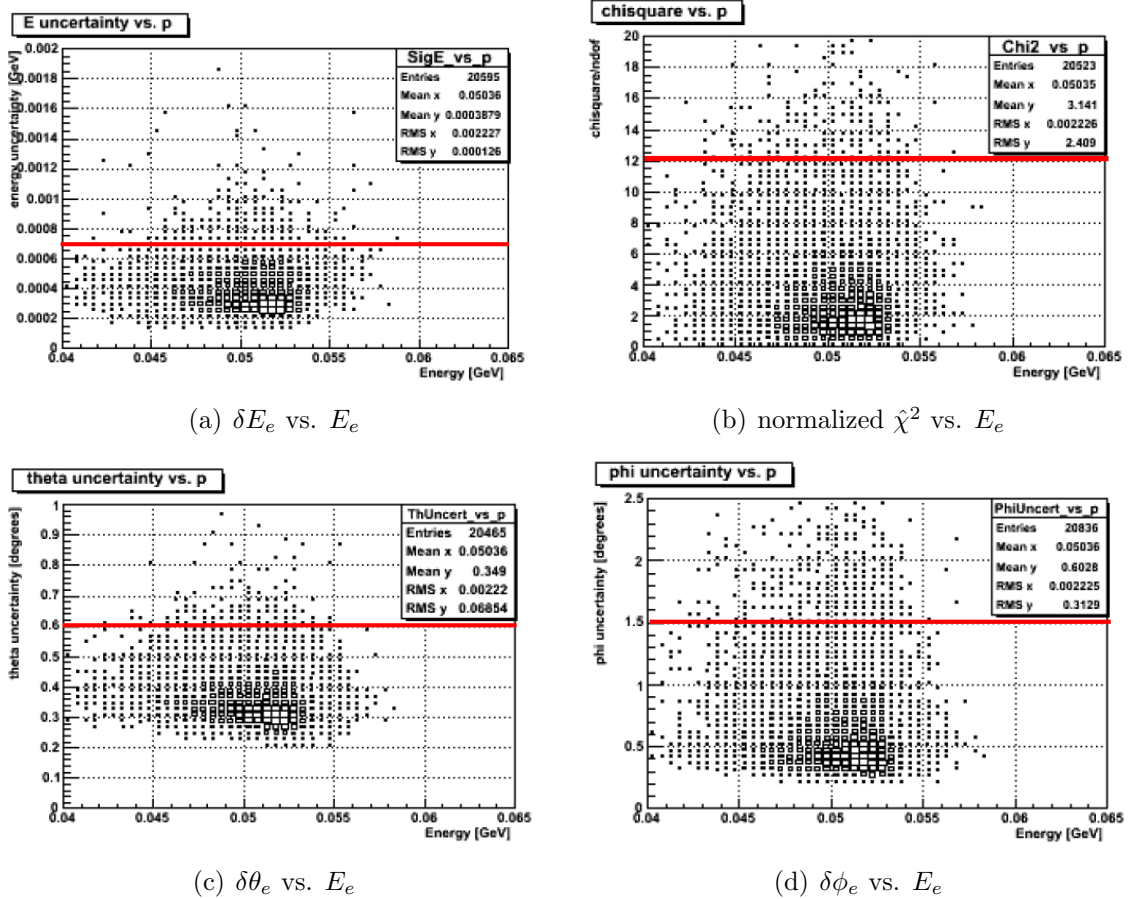 E uncertainty vs. p
energy uncertainty [GeV]
0.002
0.0018
0.0016
0.0014
0.0012
0.001
0.0008
0.0006
0.0004
0.0002
0
SigE_vs_p
Entries 20595
Mean x 0.05036
Mean y 0.0003879
RMS x 0.002227
RMS y 0.000126
0.04 0.045 0.05 0.055 0.06 0.065
Energy [GeV]
(a) δE_e vs. E_e
chisquare vs. p
chisquare/ndof
20
18
16
14
12
10
8
6
4
2
0
Chi2_vs_p
Entries 20523
Mean x 0.05035
Mean y 3.141
RMS x 0.002226
RMS y 2.409
0.04 0.045 0.05 0.055 0.06 0.065
Energy [GeV]
(b) normalized χ̂² vs. E_e
theta uncertainty vs. p
theta uncertainty [degrees]
1
0.9
0.8
0.7
0.6
0.5
0.4
0.3
0.2
0.1
0
ThUncert_vs_p
Entries 20465
Mean x 0.05036
Mean y 0.349
RMS x 0.00222
RMS y 0.06854
0.04 0.045 0.05 0.055 0.06 0.065
Energy [GeV]
(c) δθ_e vs. E_e
phi uncertainty vs. p
phi uncertainty [degrees]
2.5
2
1.5
1
0.5
0
PhiUncert_vs_p
Entries 20836
Mean x 0.05036
Mean y 0.6028
RMS x 0.002225
RMS y 0.3129
0.04 0.045 0.05 0.055 0.06 0.065
Energy [GeV]
(d) δϕ_e vs. E_e